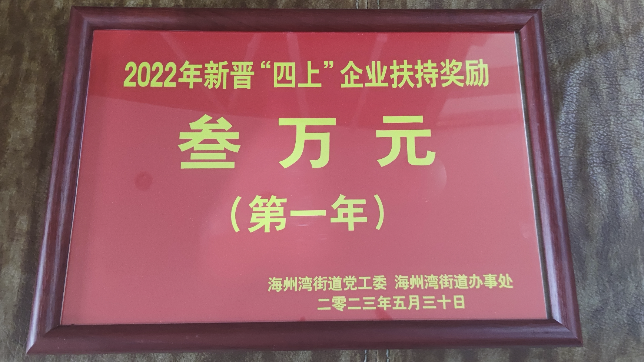 2022年新晋“四上”企业扶持奖励
叁万元
（第一年）
海州湾街道党工委 海州湾街道办事处
二零二三年五月三十日